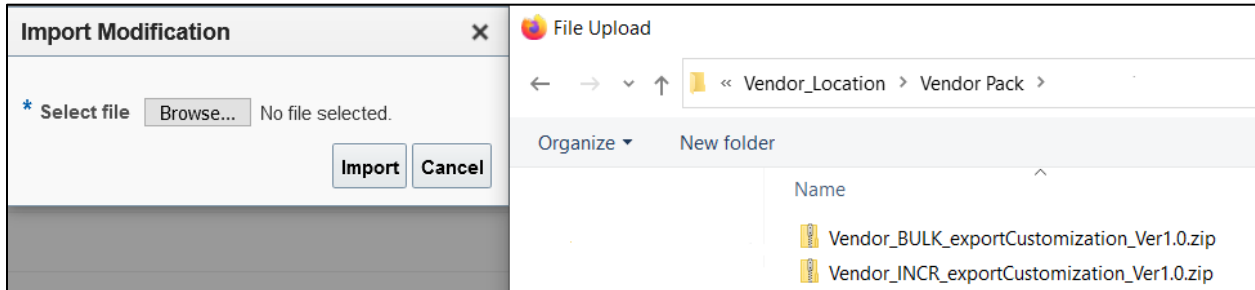 Import Modification ×
* Select file Browse... No file selected.
Import Cancel
File Upload
« Vendor_Location > Vendor Pack >
Organize New folder
Name
Vendor_BULK_exportCustomization_Ver1.0.zip
Vendor_INCR_exportCustomization_Ver1.0.zip